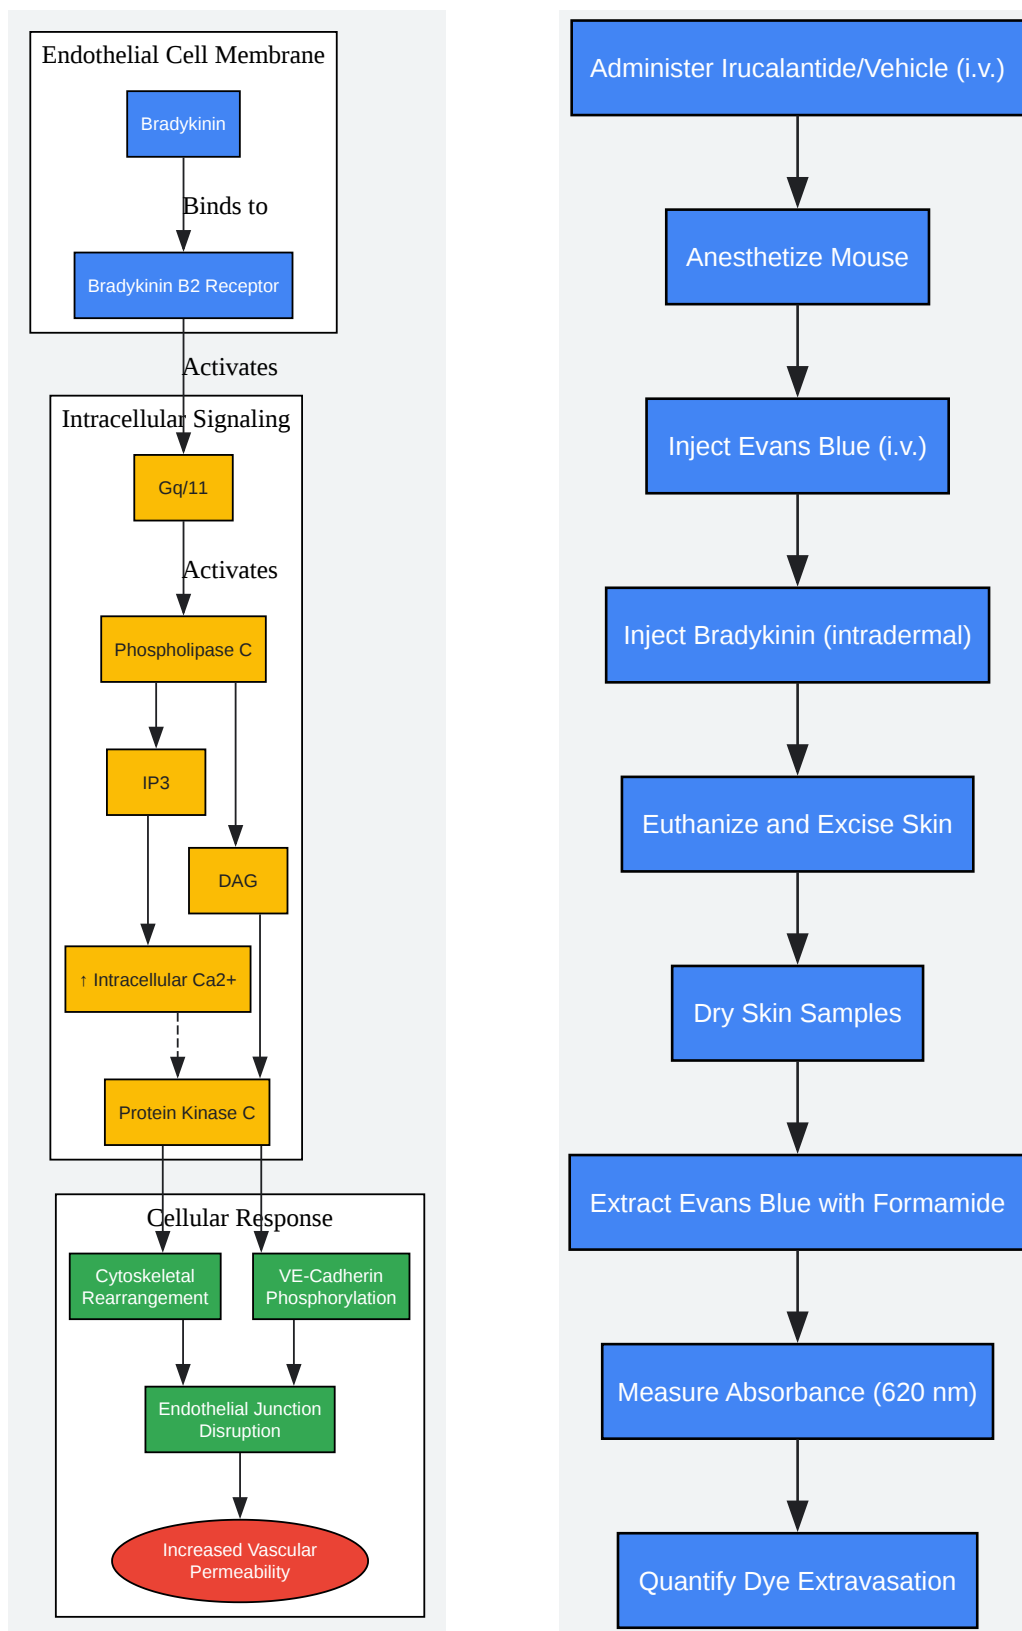 Endothelial Cell Membrane
Bradykinin
Binds to
Bradykinin B2 Receptor
Activates
Intracellular Signaling
Gq/11
Activates
Phospholipase C
IP3
DAG
↑ Intracellular Ca2+
Protein Kinase C
Cellular Response
Cytoskeletal
Rearrangement
VE-Cadherin
Phosphorylation
Endothelial Junction
Disruption
Increased Vascular
Permeability
Administer Irucalantide/Vehicle (i.v.)
Anesthetize Mouse
Inject Evans Blue (i.v.)
Inject Bradykinin (intradermal)
Euthanize and Excise Skin
Dry Skin Samples
Extract Evans Blue with Formamide
Measure Absorbance (620 nm)
Quantify Dye Extravasation